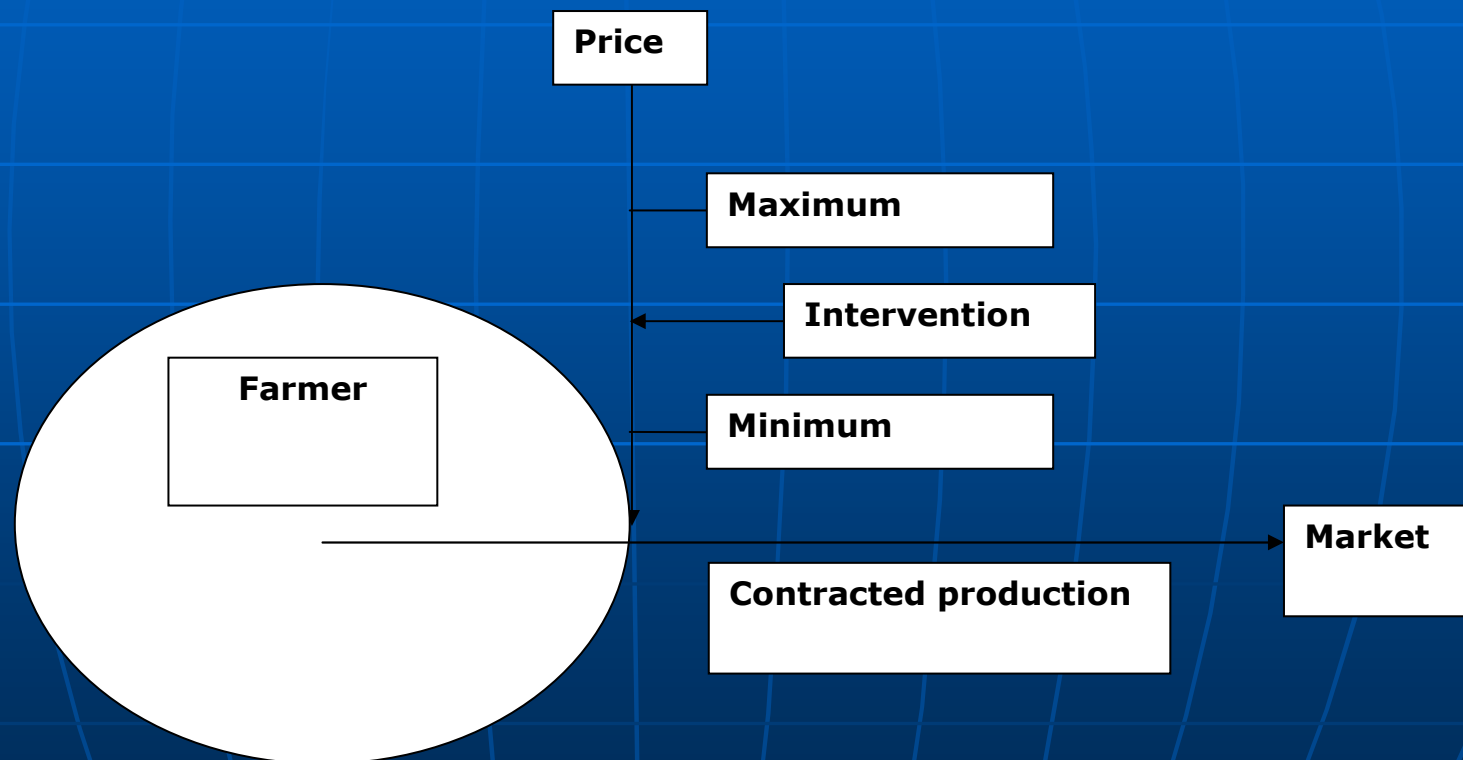 Price
Maximum
Intervention
Farmer
Minimum
Market
Contracted production